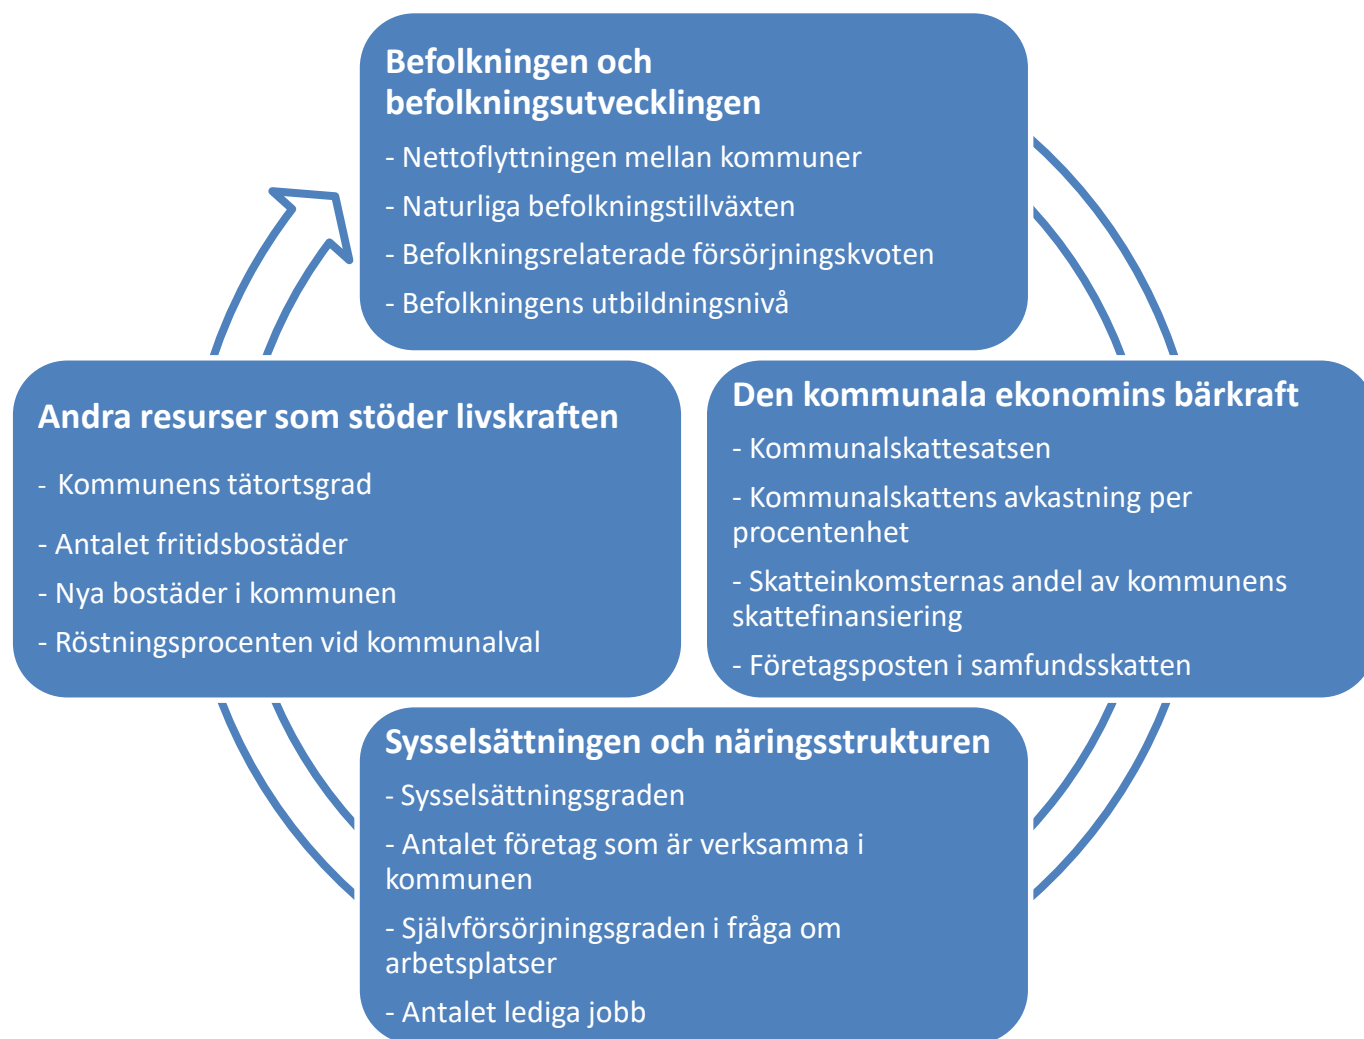 Befolkningen och
befolkningsutvecklingen
- Nettoflyttningen mellan kommuner
- Naturliga befolkningstillväxten
- Befolkningsrelaterade försörjningskvoten
- Befolkningens utbildningsnivå
Den kommunala ekonomins bärkraft
- Kommunalskattesatsen
- Kommunalskattens avkastning per
procentenhet
- Skatteinkomsternas andel av kommunens
skattefinansiering
- Företagsposten i samfundsskatten
Sysselsättningen och näringsstrukturen
- Sysselsättningsgraden
- Antalet företag som är verksamma i
kommunen
- Självförsörjningsgraden i fråga om
arbetsplatser
- Antalet lediga jobb
Andra resurser som stöder livskraften
- Kommunens tätortsgrad
- Antalet fritidsbostäder
- Nya bostäder i kommunen
- Röstningsprocenten vid kommunalval